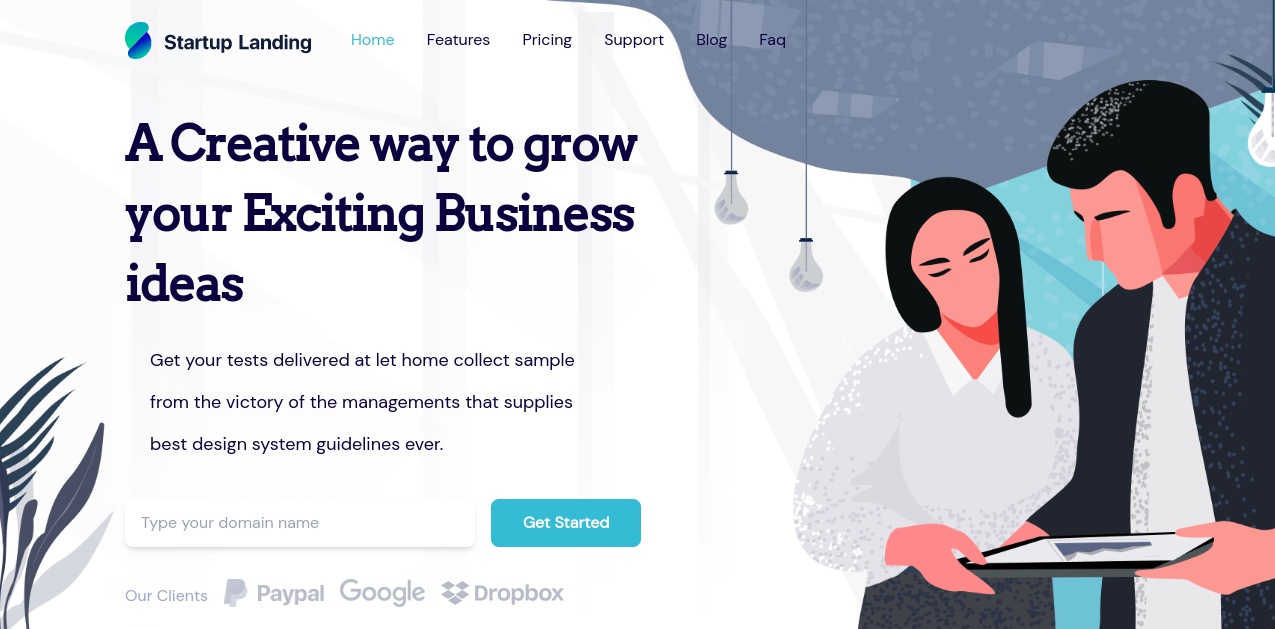 Startup Landing Home Features Pricing Support Blog Faq
A Creative way to grow
your Exciting Business
ideas
Get your tests delivered at let home collect sample
from the victory of the managements that supplies
best design system guidelines ever.
Type your domain name Get Started
Our Clients Paypal Google Dropbox